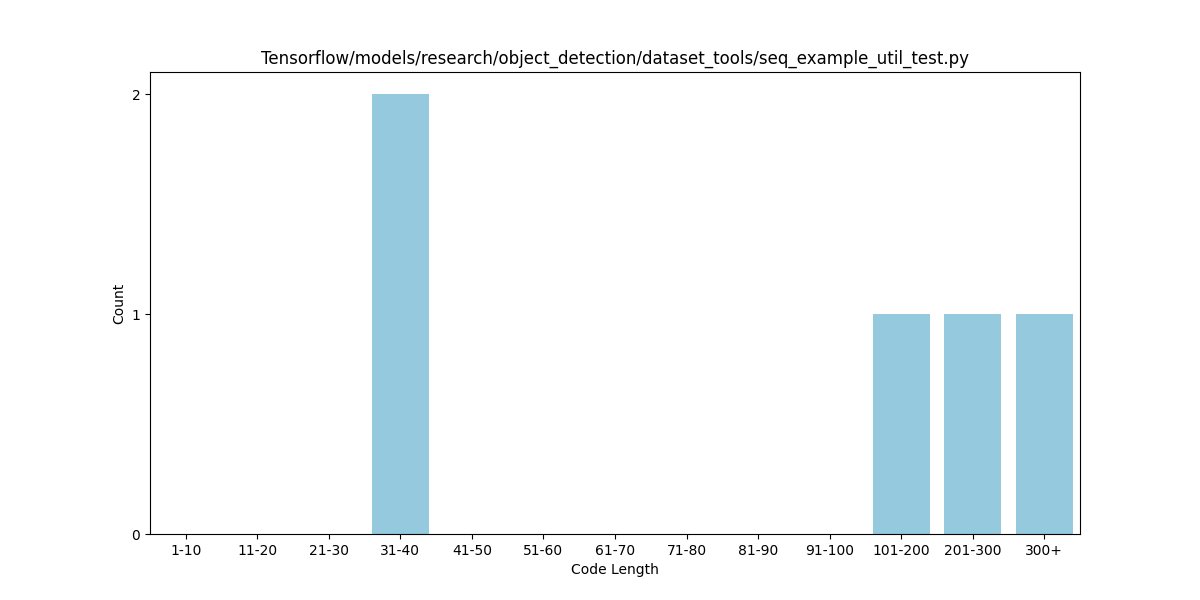 Tensorflow/models/research/object_detection/dataset_tools/seq_example_util_test.py
2
1
0
Count
1-10 11-20 21-30 31-40 41-50 51-60 61-70 71-80 81-90 91-100 101-200 201-300 300+
Code Length